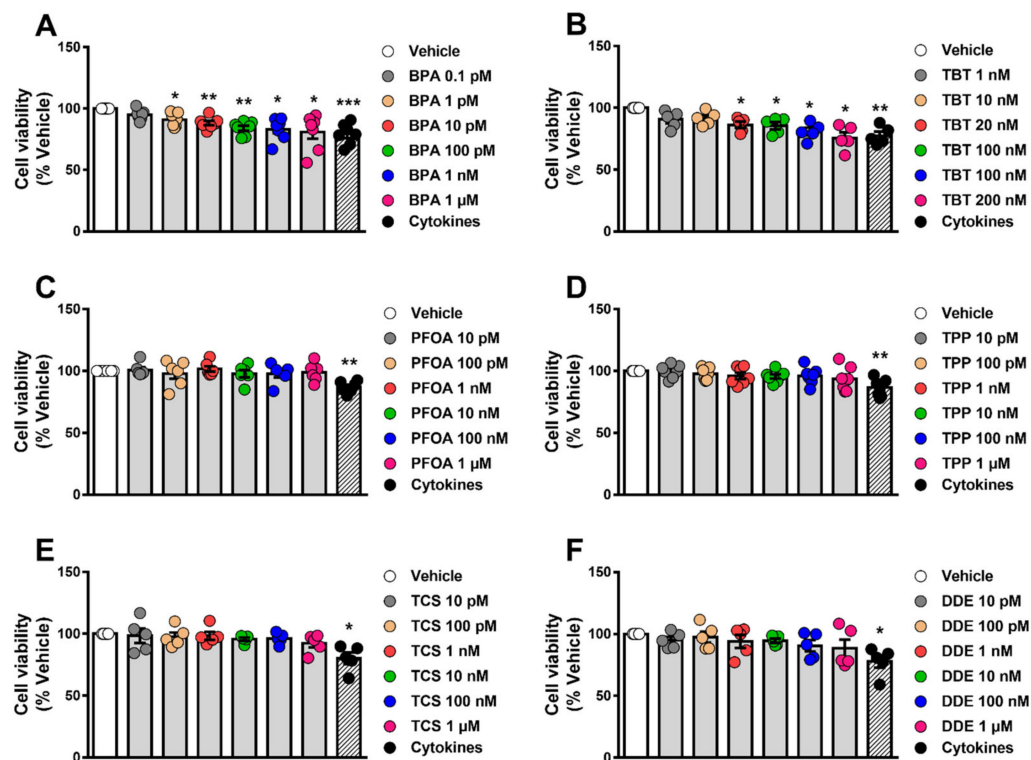 A
Cell viability
(% Vehicle)
150
100
50
0
* ** ** * * ***
Vehicle
BPA 0.1 pM
BPA 1 pM
BPA 10 pM
BPA 100 pM
BPA 1 nM
BPA 1 µM
Cytokines
B
Cell viability
(% Vehicle)
150
100
50
0
* * * * **
Vehicle
TBT 1 nM
TBT 10 nM
TBT 20 nM
TBT 100 nM
TBT 100 nM
TBT 200 nM
Cytokines
C
Cell viability
(% Vehicle)
150
100
50
0
**
Vehicle
PFOA 10 pM
PFOA 100 pM
PFOA 1 nM
PFOA 10 nM
PFOA 100 nM
PFOA 1 µM
Cytokines
D
Cell viability
(% Vehicle)
150
100
50
0
**
Vehicle
TPP 10 pM
TPP 100 pM
TPP 1 nM
TPP 10 nM
TPP 100 nM
TPP 1 µM
Cytokines
E
Cell viability
(% Vehicle)
150
100
50
0
*
Vehicle
TCS 10 pM
TCS 100 pM
TCS 1 nM
TCS 10 nM
TCS 100 nM
TCS 1 µM
Cytokines
F
Cell viability
(% Vehicle)
150
100
50
0
*
Vehicle
DDE 10 pM
DDE 100 pM
DDE 1 nM
DDE 10 nM
DDE 100 nM
DDE 1 µM
Cytokines